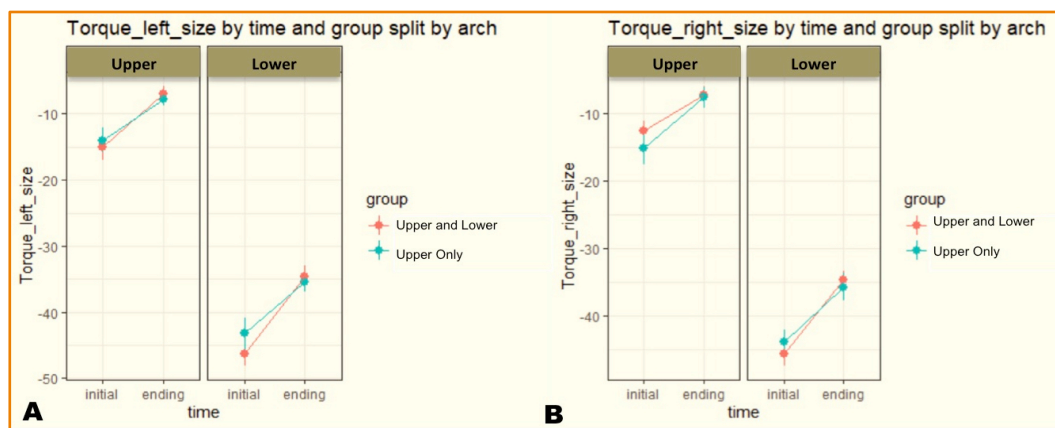 Torque_left_size by time and group split by arch
Upper
Lower
-10
-20
-30
-40
-50
Torque_left_size
initial
ending
initial
ending
time
group
Upper and Lower
Upper Only
A
Torque_right_size by time and group split by arch
Upper
Lower
-10
-20
-30
-40
Torque_right_size
initial
ending
initial
ending
time
group
Upper and Lower
Upper Only
B